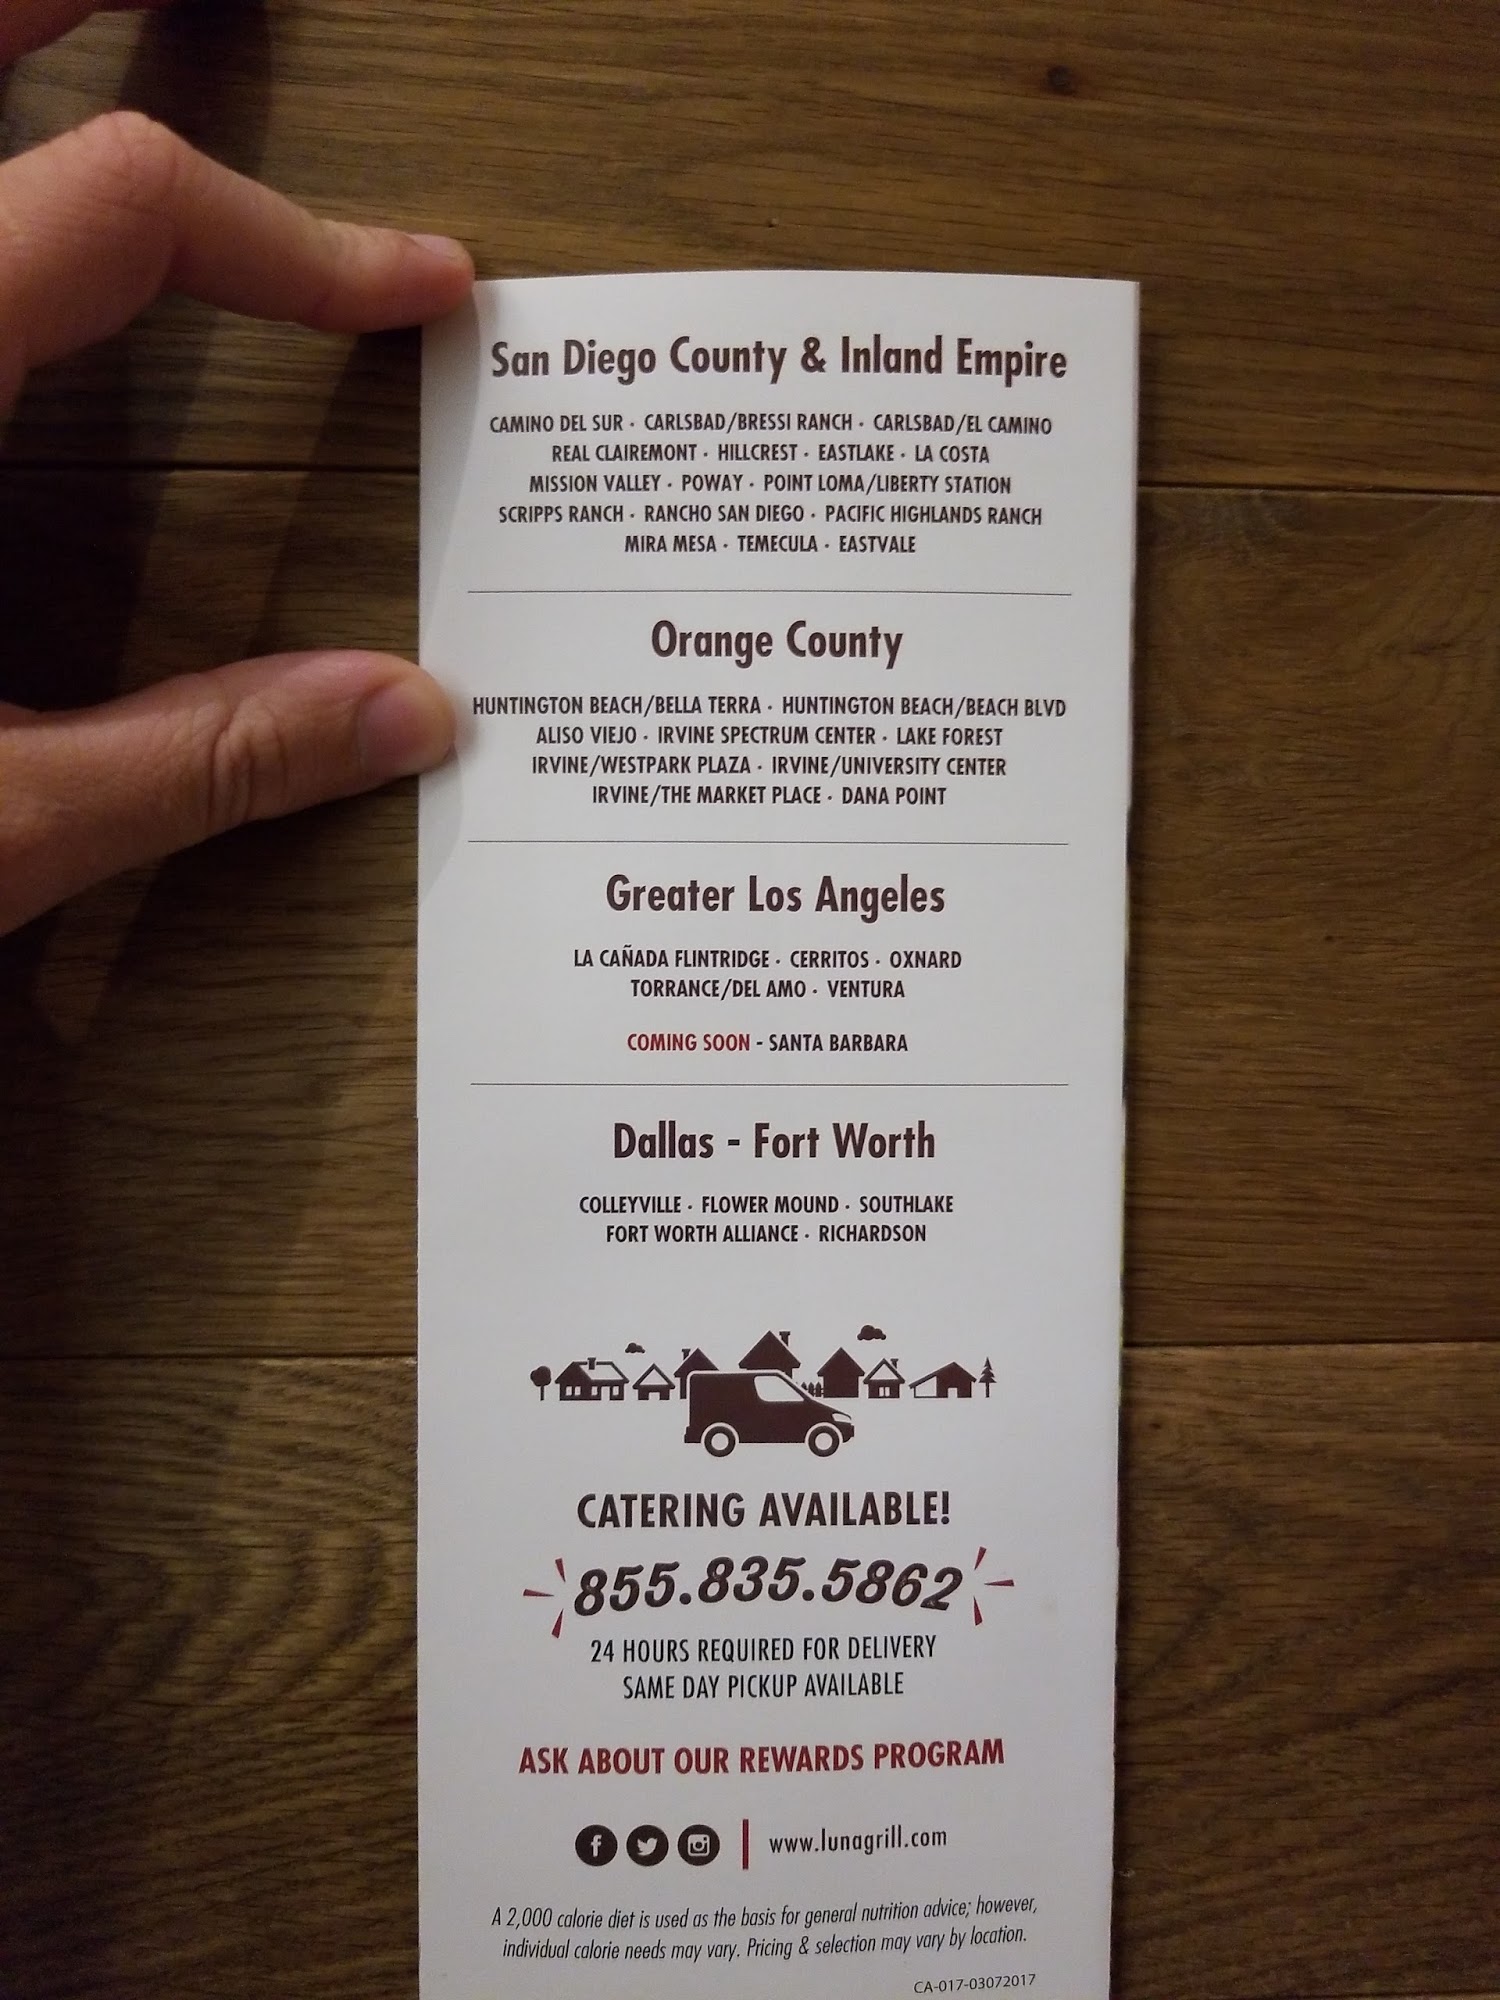 San Diego County & Inland Empire
CAMINO DEL SUR · CARLSBAD/BRESSI RANCH · CARLSBAD/EL CAMINO
REAL CLAIREMONT · HILLCREST · EASTLAKE · LA COSTA
MISSION VALLEY · POWAY · POINT LOMA/LIBERTY STATION
SCRIPPS RANCH · RANCHO SAN DIEGO · PACIFIC HIGHLANDS RANCH
MIRA MESA · TEMECULA · EASTVALE
Orange County
HUNTINGTON BEACH/BELLA TERRA · HUNTINGTON BEACH/BEACH BLVD
ALISO VIEJO · IRVINE SPECTRUM CENTER · LAKE FOREST
IRVINE/WESTPARK PLAZA · IRVINE/UNIVERSITY CENTER
IRVINE/THE MARKET PLACE · DANA POINT
Greater Los Angeles
LA CAÑADA FLINTRIDGE · CERRITOS · OXNARD
TORRANCE/DEL AMO · VENTURA
COMING SOON - SANTA BARBARA
Dallas - Fort Worth
COLLEYVILLE · FLOWER MOUND · SOUTHLAKE
FORT WORTH ALLIANCE · RICHARDSON
CATERING AVAILABLE!
855.835.5862
24 HOURS REQUIRED FOR DELIVERY
SAME DAY PICKUP AVAILABLE
ASK ABOUT OUR REWARDS PROGRAM
www.lunagrill.com
A 2,000 calorie diet is used as the basis for general nutrition advice; however,
individual calorie needs may vary. Pricing & selection may vary by location.
CA-017-03072017